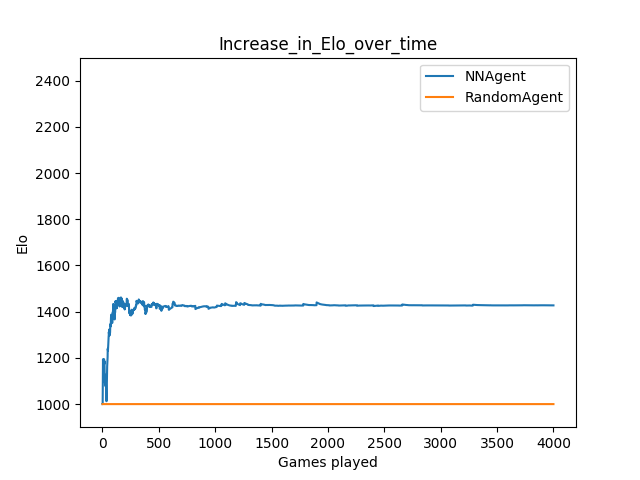 Increase_in_Elo_over_time
NNAgent
RandomAgent
2400
2200
2000
1800
1600
1400
1200
1000
Elo
0 500 1000 1500 2000 2500 3000 3500 4000
Games played